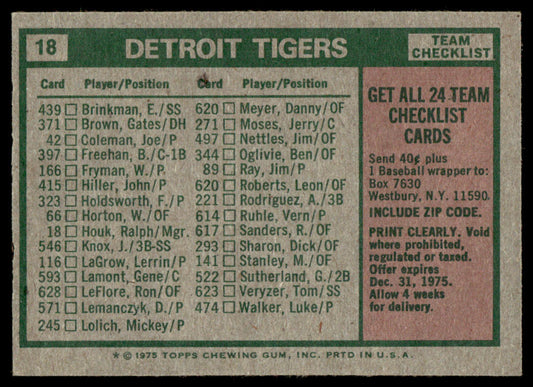 18
DETROIT TIGERS
TEAM
CHECKLIST
Card Player/Position
439 Brinkman, E./SS
371 Brown, Gates/DH
42 Coleman, Joe/P
397 Freehan, B./C-1B
166 Fryman, W./P
415 Hiller, John/P
323 Holdsworth, F./P
66 Horton, W./OF
18 Houk, Ralph/Mgr.
546 Knox, J./3B-SS
116 LaGrow, Lerrin/P
593 Lamont, Gene/C
628 LeFlore, Ron/OF
571 Lemanczyk, D./P
245 Lolich, Mickey/P
Card Player/Position
620 Meyer, Danny/OF
271 Moses, Jerry/C
497 Nettles, Jim/OF
344 Oglivie, Ben/OF
89 Ray, Jim/P
620 Roberts, Leon/OF
221 Rodriguez, A./3B
614 Ruhle, Vern/P
617 Sanders, R./OF
293 Sharon, Dick/OF
141 Stanley, M./OF
522 Sutherland, G./2B
623 Veryzer, Tom/SS
474 Walker, Luke/P
GET ALL 24 TEAM
CHECKLIST
CARDS
Send 40¢ plus
1 Baseball wrapper to:
Box 7630
Westbury, N.Y. 11590
INCLUDE ZIP CODE.
PRINT CLEARLY. Void
where prohibited,
regulated or taxed.
Offer expires
Dec. 31, 1975.
Allow 4 weeks
for delivery.
* © 1975 TOPPS CHEWING GUM, INC. PRTD IN U.S.A.